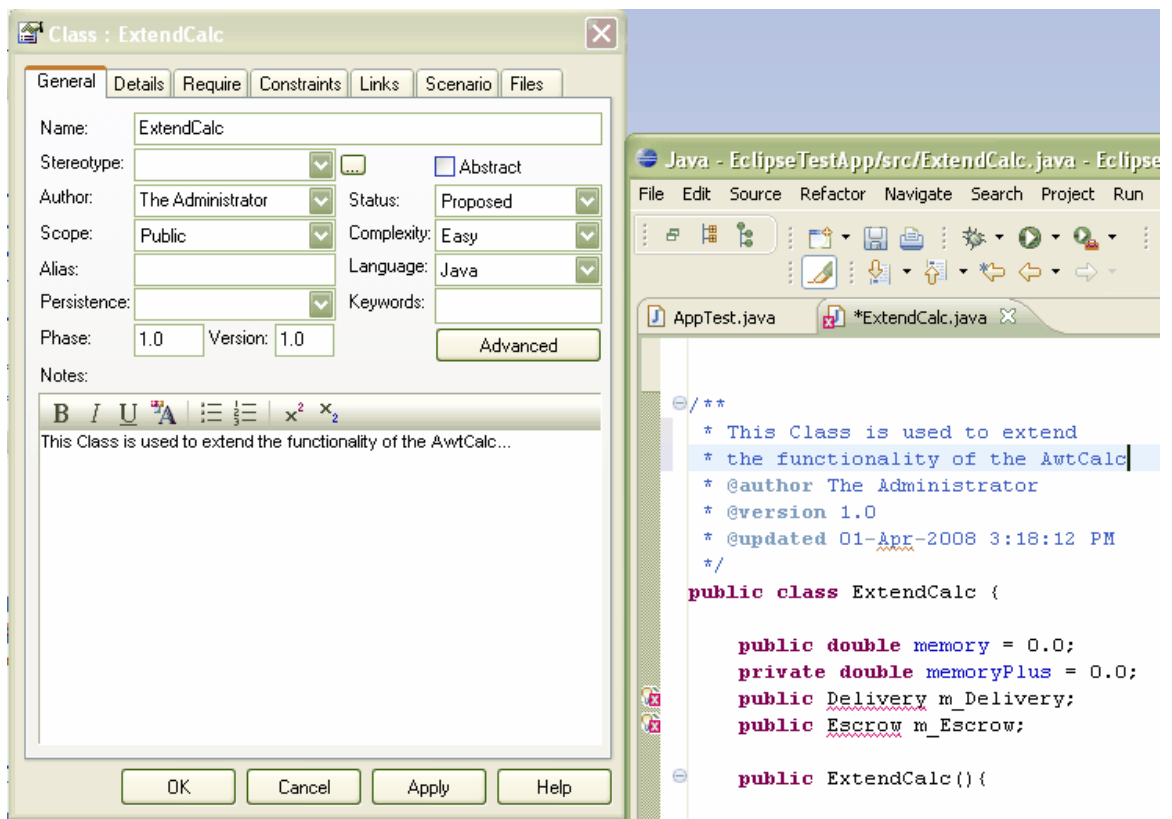 Class : ExtendCalc
General Details Require Constraints Links Scenario Files
Name: ExtendCalc
Stereotype: ... Abstract
Author: The Administrator Status: Proposed
Scope: Public Complexity: Easy
Alias: Language: Java
Persistence: Keywords:
Phase: 1.0 Version: 1.0 Advanced
Notes:
B I U A x² x₂
This Class is used to extend the functionality of the AwtCalc...
OK Cancel Apply Help
Java - EclipseTestApp/src/ExtendCalc.java - Eclipse
File Edit Source Refactor Navigate Search Project Run
AppTest.java *ExtendCalc.java
/**
* This Class is used to extend
* the functionality of the AwtCalc
* @author The Administrator
* @version 1.0
* @updated 01-Apr-2008 3:18:12 PM
*/
public class ExtendCalc {
public double memory = 0.0;
private double memoryPlus = 0.0;
public Delivery m_Delivery;
public Escrow m_Escrow;
public ExtendCalc(){